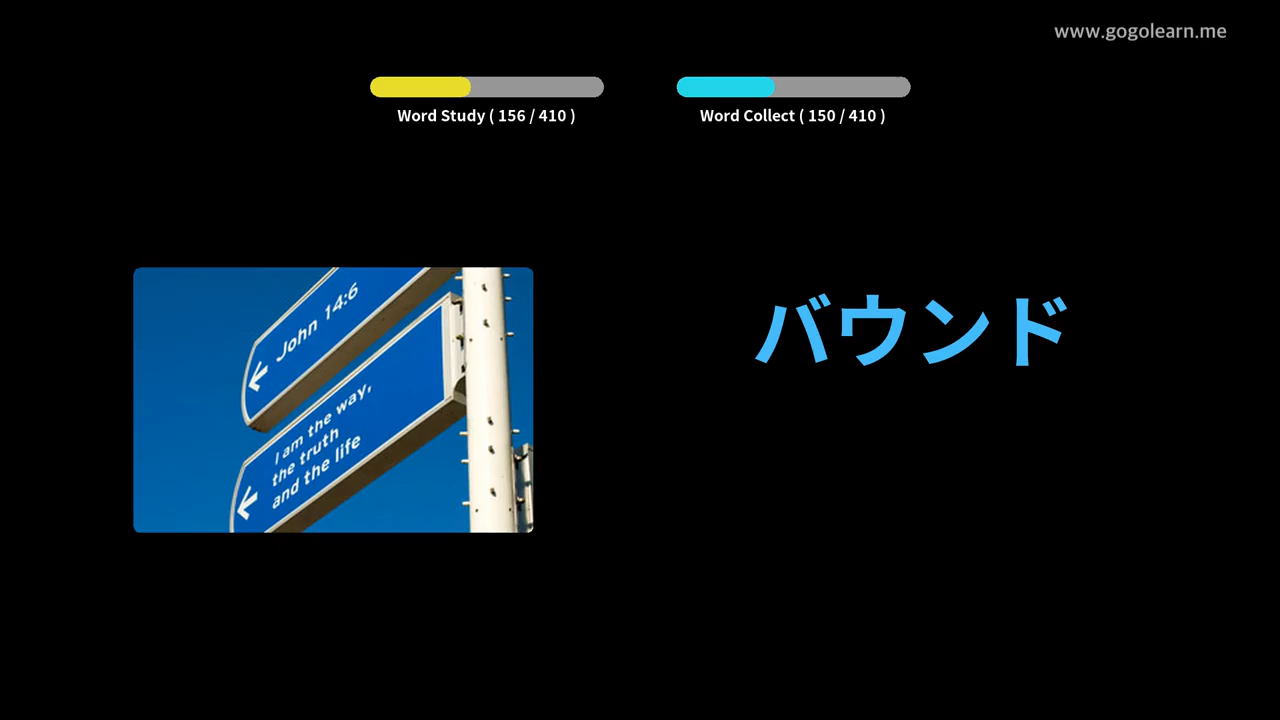 www.gogolearn.me
Word Study ( 156 / 410 )
Word Collect ( 150 / 410 )
John 14:6
I am the way,
the truth
and the life
バウンド